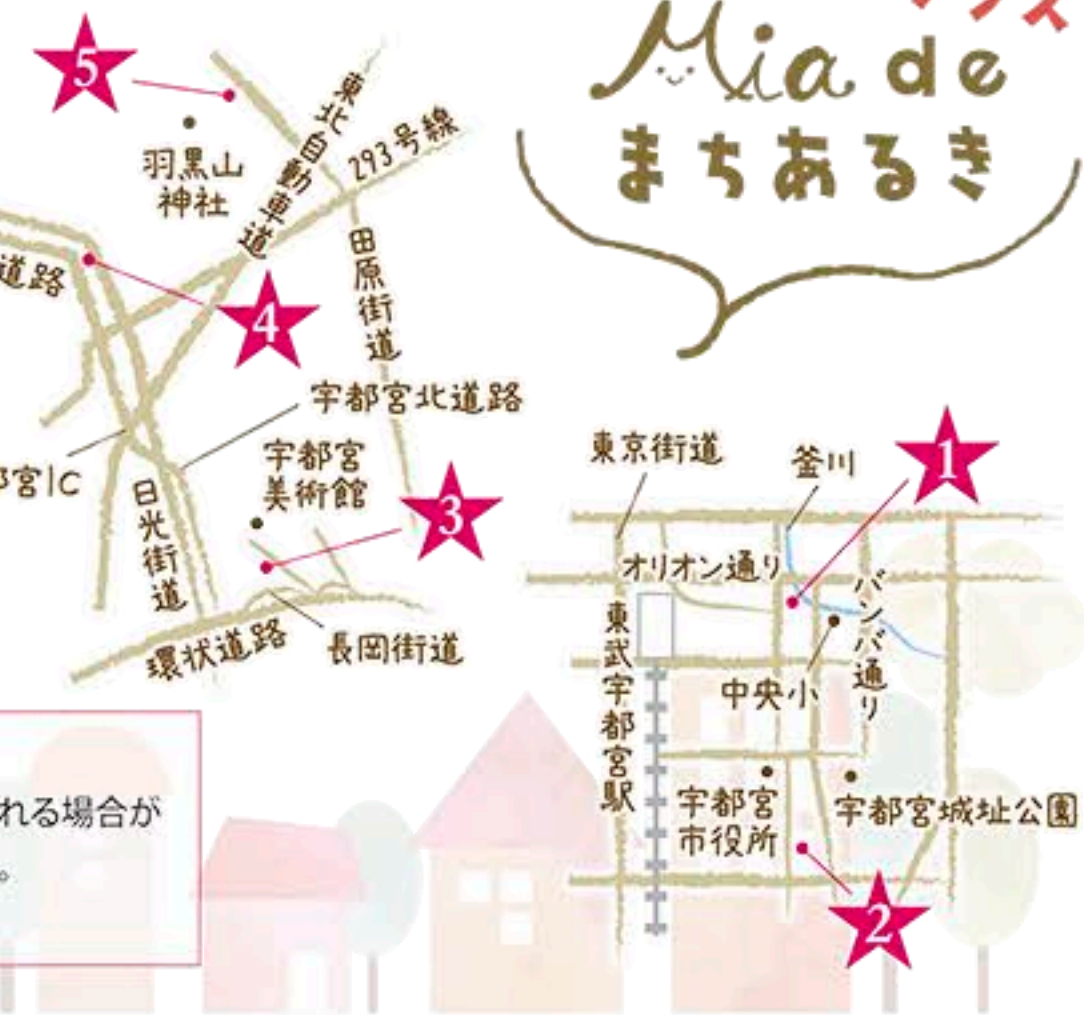 Mia de
まちあるき
5
羽黒山
神社
東北自動車道
293号線
道路
4
田原街道
宇都宮北道路
宇都宮
美術館
宮IC
日光街道
3
環状道路
長岡街道
東京街道
釜川
1
オリオン通り
バンバ通り
東武宇都宮駅
中央小
宇都宮
市役所
宇都宮城址公園
2
れる場合が
。